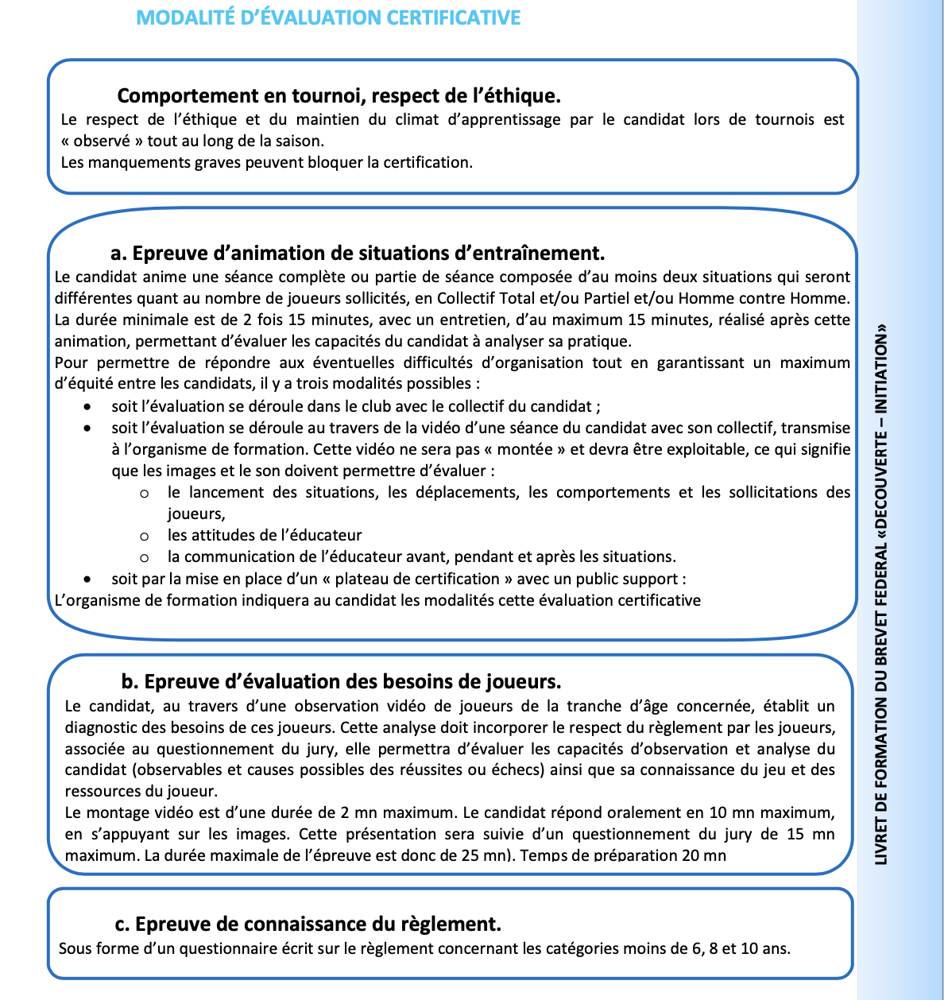 MODALITÉ D’ÉVALUATION CERTIFICATIVE
Comportement en tournoi, respect de l’éthique.
Le respect de l’éthique et du maintien du climat d’apprentissage par le candidat lors de tournois est
« observé » tout au long de la saison.
Les manquements graves peuvent bloquer la certification.
a. Epreuve d’animation de situations d’entraînement.
Le candidat anime une séance complète ou partie de séance composée d’au moins deux situations qui seront
différentes quant au nombre de joueurs sollicités, en Collectif Total et/ou Partiel et/ou Homme contre Homme.
La durée minimale est de 2 fois 15 minutes, avec un entretien, d’au maximum 15 minutes, réalisé après cette
animation, permettant d’évaluer les capacités du candidat à analyser sa pratique.
Pour permettre de répondre aux éventuelles difficultés d’organisation tout en garantissant un maximum
d’équité entre les candidats, il y a trois modalités possibles :
• soit l’évaluation se déroule dans le club avec le collectif du candidat ;
• soit l’évaluation se déroule au travers de la vidéo d’une séance du candidat avec son collectif, transmise
à l’organisme de formation. Cette vidéo ne sera pas « montée » et devra être exploitable, ce qui signifie
que les images et le son doivent permettre d’évaluer :
o le lancement des situations, les déplacements, les comportements et les sollicitations des
joueurs,
o les attitudes de l’éducateur
o la communication de l’éducateur avant, pendant et après les situations.
• soit par la mise en place d’un « plateau de certification » avec un public support :
L’organisme de formation indiquera au candidat les modalités cette évaluation certificative
b. Epreuve d’évaluation des besoins de joueurs.
Le candidat, au travers d’une observation vidéo de joueurs de la tranche d’âge concernée, établit un
diagnostic des besoins de ces joueurs. Cette analyse doit incorporer le respect du règlement par les joueurs,
associée au questionnement du jury, elle permettra d’évaluer les capacités d’observation et analyse du
candidat (observables et causes possibles des réussites ou échecs) ainsi que sa connaissance du jeu et des
ressources du joueur.
Le montage vidéo est d’une durée de 2 mn maximum. Le candidat répond oralement en 10 mn maximum,
en s’appuyant sur les images. Cette présentation sera suivie d’un questionnement du jury de 15 mn
maximum. La durée maximale de l’épreuve est donc de 25 mn). Temps de préparation 20 mn
c. Epreuve de connaissance du règlement.
Sous forme d’un questionnaire écrit sur le règlement concernant les catégories moins de 6, 8 et 10 ans.
LIVRET DE FORMATION DU BREVET FEDERAL «DECOUVERTE – INITIATION»